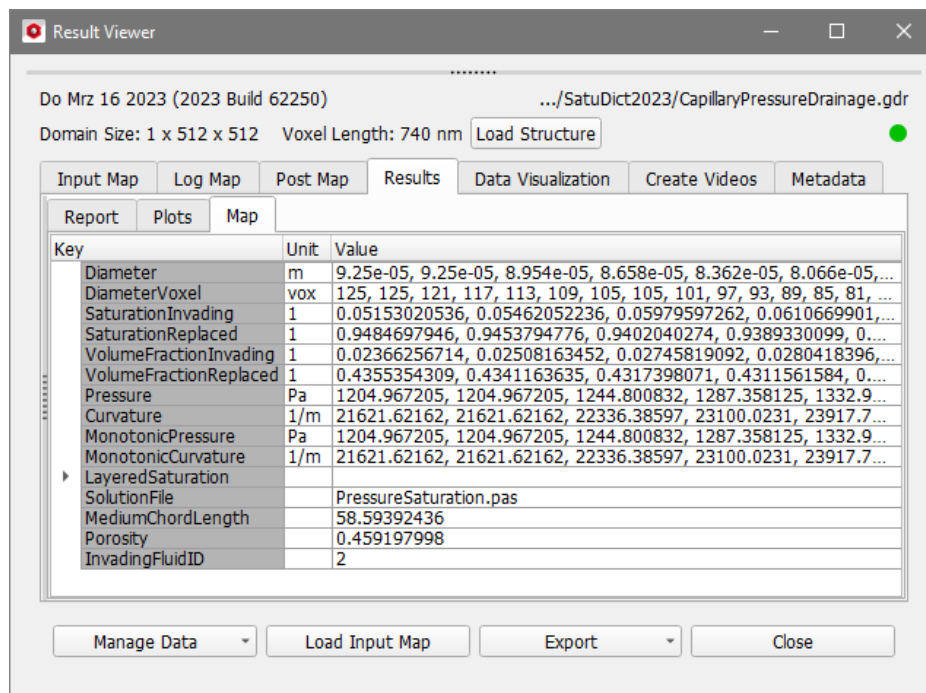 Result Viewer
Do Mrz 16 2023 (2023 Build 62250) .../SatuDict2023/CapillaryPressureDrainage.gdr
Domain Size: 1 x 512 x 512 Voxel Length: 740 nm Load Structure
Input Map Log Map Post Map Results Data Visualization Create Videos Metadata
Report Plots Map
Key Unit Value
Diameter m 9.25e-05, 9.25e-05, 8.954e-05, 8.658e-05, 8.362e-05, 8.066e-05,...
DiameterVoxel vox 125, 125, 121, 117, 113, 109, 105, 105, 101, 97, 93, 89, 85, 81, ...
SaturationInvading 1 0.05153020536, 0.05462052236, 0.05979597262, 0.0610669901,...
SaturationReplaced 1 0.9484697946, 0.9453794776, 0.9402040274, 0.9389330099, 0....
VolumeFractionInvading 1 0.02366256714, 0.02508163452, 0.02745819092, 0.0280418396,...
VolumeFractionReplaced 1 0.4355354309, 0.4341163635, 0.4317398071, 0.4311561584, 0....
Pressure Pa 1204.967205, 1204.967205, 1244.800832, 1287.358125, 1332.9...
Curvature 1/m 21621.62162, 21621.62162, 22336.38597, 23100.0231, 23917.7...
MonotonicPressure Pa 1204.967205, 1204.967205, 1244.800832, 1287.358125, 1332.9...
MonotonicCurvature 1/m 21621.62162, 21621.62162, 22336.38597, 23100.0231, 23917.7...
LayeredSaturation
SolutionFile PressureSaturation.pas
MediumChordLength 58.59392436
Porosity 0.459197998
InvadingFluidID 2
Manage Data Load Input Map Export Close